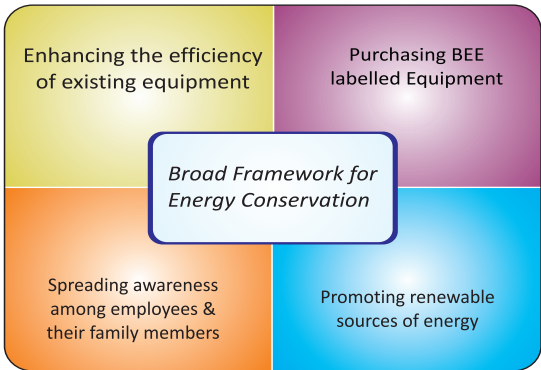 Enhancing the efficiency
of existing equipment
Purchasing BEE
labelled Equipment
Broad Framework for
Energy Conservation
Spreading awareness
among employees &
their family members
Promoting renewable
sources of energy